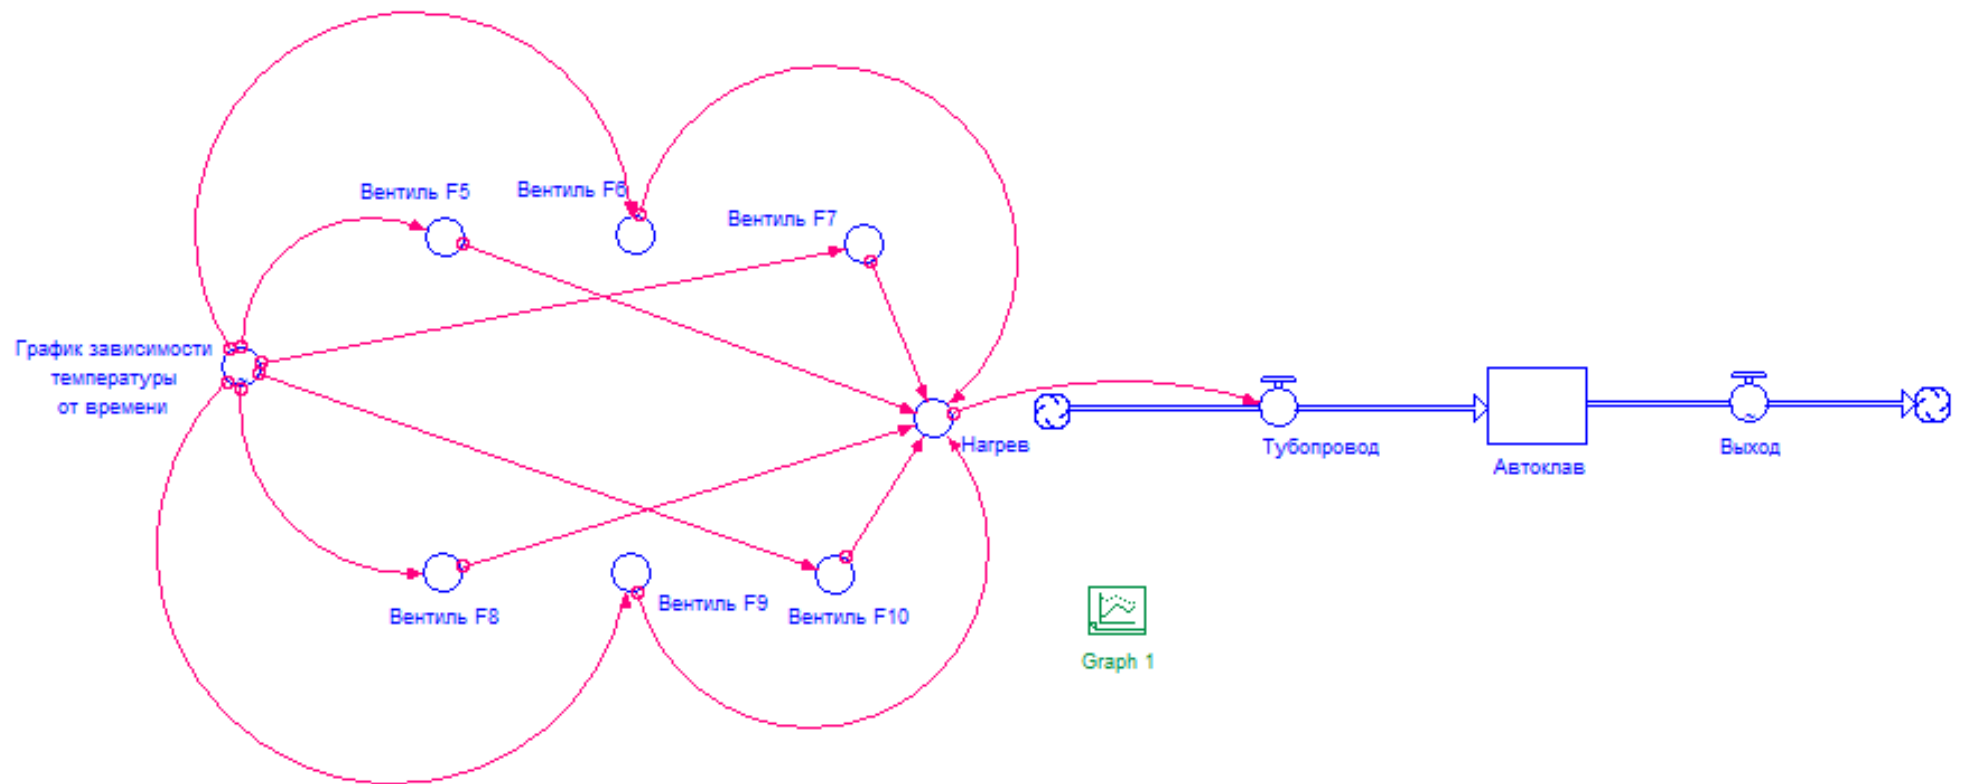 Вентиль F5
Вентиль F6
Вентиль F7
График зависимости
температуры
от времени
Нагрев
Тубопровод
Автоклав
Выход
Вентиль F8
Вентиль F9
Вентиль F10
Graph 1